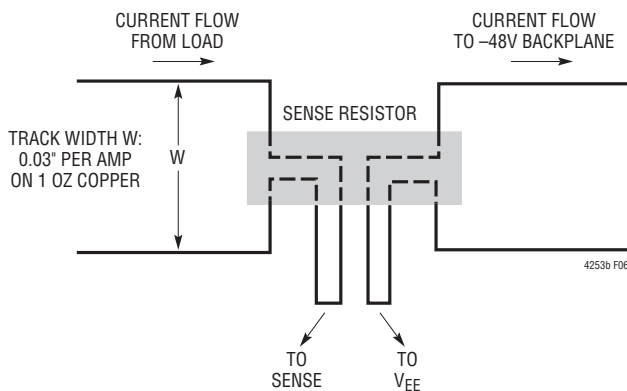 CURRENT FLOW
FROM LOAD
CURRENT FLOW
TO –48V BACKPLANE
SENSE RESISTOR
TRACK WIDTH W:
0.03" PER AMP
ON 1 OZ COPPER
W
4253b F06
TO
SENSE
TO
VEE